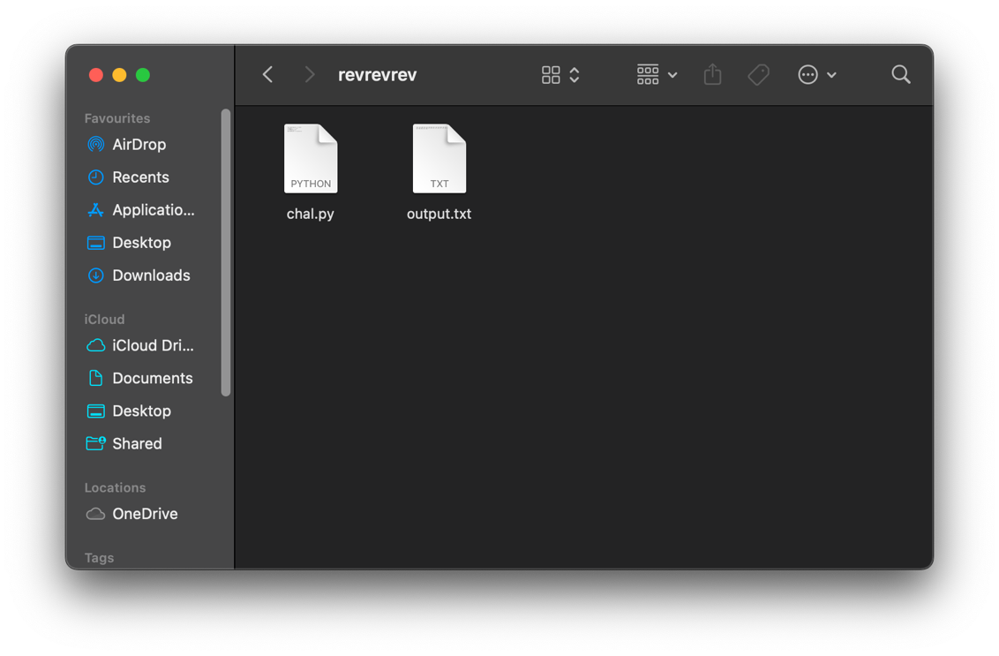 revrevrev
Favourites
AirDrop
Recents
Applicatio...
Desktop
Downloads
iCloud
iCloud Dri...
Documents
Desktop
Shared
Locations
OneDrive
Tags
PYTHON
TXT
chal.py
output.txt